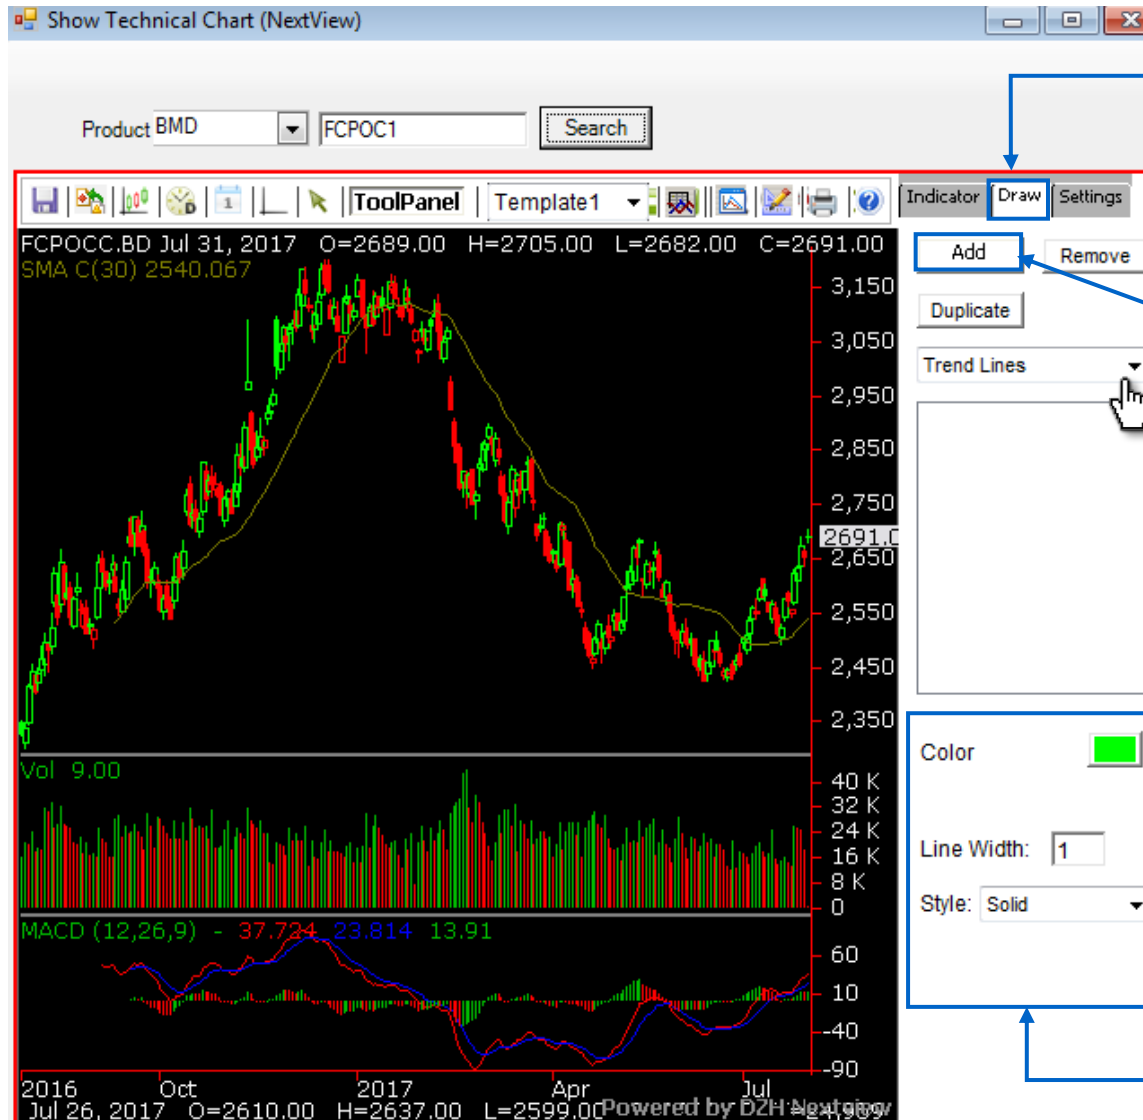 Show Technical Chart (NextView)
Product BMD FCPOC1 Search
ToolPanel Template1
Indicator Draw Settings
FCPOCC.BD Jul 31, 2017 O=2689.00 H=2705.00 L=2682.00 C=2691.00
SMA C(30) 2540.067
Add Remove
Duplicate
Trend Lines
3,150
3,050
2,950
2,850
2,750
2691.0
2,650
2,550
2,450
2,350
Color
Line Width: 1
Style: Solid
Vol 9.00
40 K
32 K
24 K
16 K
8 K
0
MACD (12,26,9) - 37.724 23.814 13.91
60
10
-40
-90
2016 Oct 2017 Apr Jul
Jul 26, 2017 O=2610.00 H=2637.00 L=2599.00
Powered by DZH Nextview